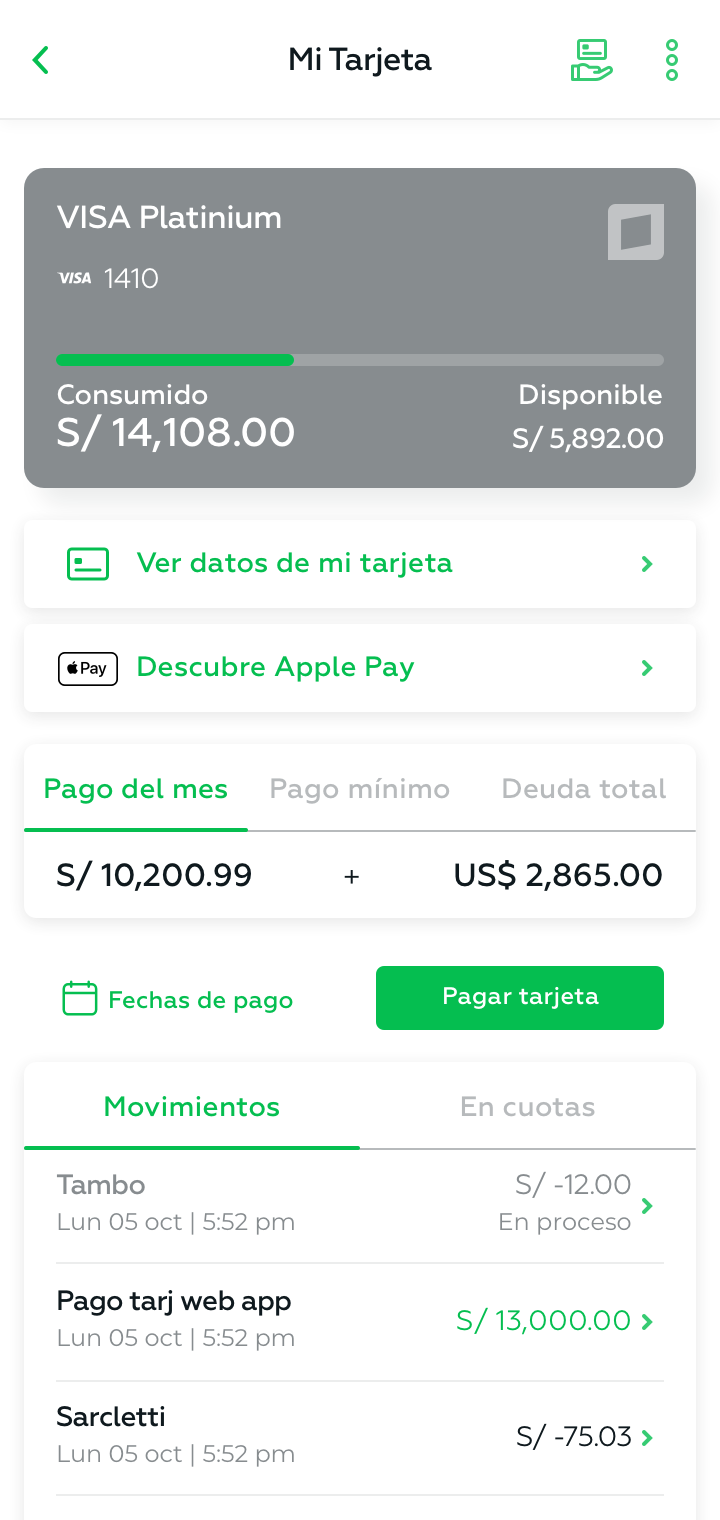 Mi Tarjeta
VISA Platinium
VISA 1410
Consumido Disponible
S/ 14,108.00 S/ 5,892.00
Ver datos de mi tarjeta
Pay Descubre Apple Pay
Pago del mes Pago mínimo Deuda total
S/ 10,200.99 + US$ 2,865.00
Fechas de pago Pagar tarjeta
Movimientos En cuotas
Tambo S/ -12.00
Lun 05 oct | 5:52 pm En proceso
Pago tarj web app S/ 13,000.00
Lun 05 oct | 5:52 pm
Sarcletti S/ -75.03
Lun 05 oct | 5:52 pm